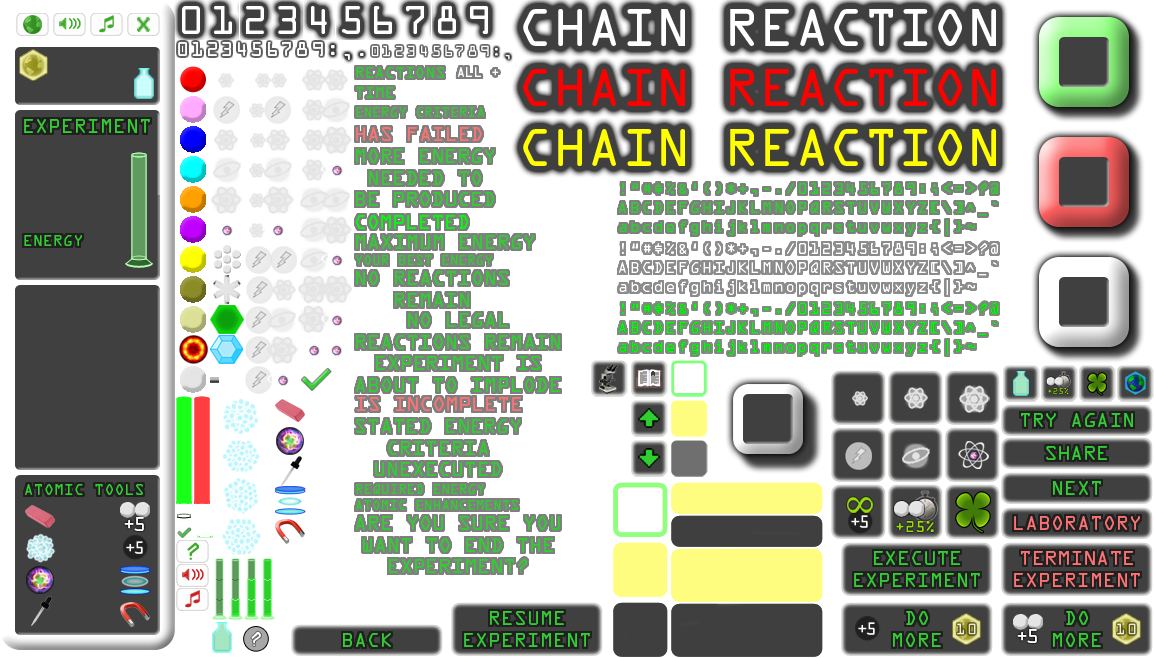 0123456789
0123456789:,.0123456789:,
CHAIN REACTION
CHAIN REACTION
CHAIN REACTION
EXPERIMENT
ENERGY
ATOMIC TOOLS
+5
+5
REACTIONS ALL +
TIME
ENERGY CRITERIA
HAS FAILED
MORE ENERGY
NEEDED TO
BE PRODUCED
COMPLETED
MAXIMUM ENERGY
YOUR BEST ENERGY
NO REACTIONS
REMAIN
NO LEGAL
REACTIONS REMAIN
EXPERIMENT IS
ABOUT TO IMPLODE
IS INCOMPLETE
STATED ENERGY
CRITERIA
UNEXECUTED
REQUIRED ENERGY
ATOMIC ENHANCEMENTS
ARE YOU SURE YOU
WANT TO END THE
EXPERIMENT?
!"#$%&'()*+,-./0123456789:;<=>?@
ABCDEFGHIJKLMNOPQRSTUVWXYZ[\]^_`
abcdefghijklmnopqrstuvwxyz{|}~
!"#$%&'()*+,-./0123456789:;<=>?@
ABCDEFGHIJKLMNOPQRSTUVWXYZ[\]^_`
abcdefghijklmnopqrstuvwxyz{|}~
!"#$%&'()*+,-./0123456789:;<=>?@
ABCDEFGHIJKLMNOPQRSTUVWXYZ[\]^_`
abcdefghijklmnopqrstuvwxyz{|}~
?
?
BACK
RESUME
EXPERIMENT
+25%
TRY AGAIN
SHARE
NEXT
LABORATORY
∞
+5
+25%
EXECUTE
EXPERIMENT
TERMINATE
EXPERIMENT
+5 DO
MORE 10
+5 DO
MORE 10